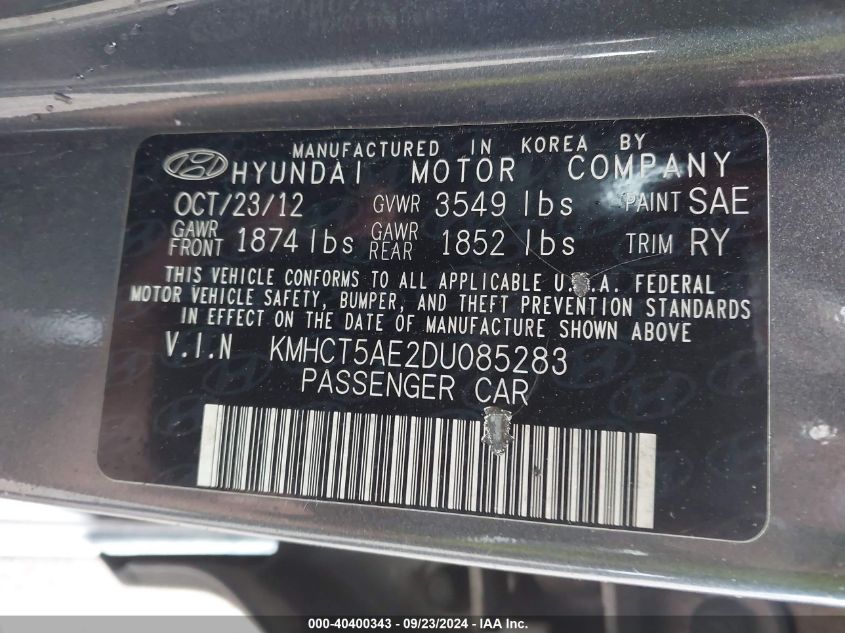 MANUFACTURED IN KOREA BY
HYUNDAI MOTOR COMPANY
OCT/23/12 GVWR 3549 lbs PAINT SAE
GAWR FRONT 1874 lbs GAWR REAR 1852 lbs TRIM RY
THIS VEHICLE CONFORMS TO ALL APPLICABLE U.S.A. FEDERAL
MOTOR VEHICLE SAFETY, BUMPER, AND THEFT PREVENTION STANDARDS
IN EFFECT ON THE DATE OF MANUFACTURE SHOWN ABOVE
V.I.N KMHCT5AE2DU085283
PASSENGER CAR
000-40400343 - 09/23/2024 - IAA Inc.